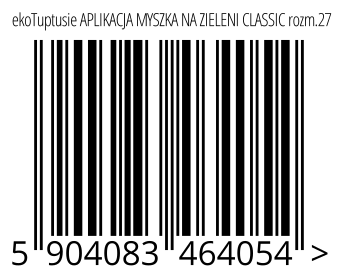 ekoTuptusie APLIKACJA MYSZKA NA ZIELENI CLASSIC rozm.27
5 904083 464054 >